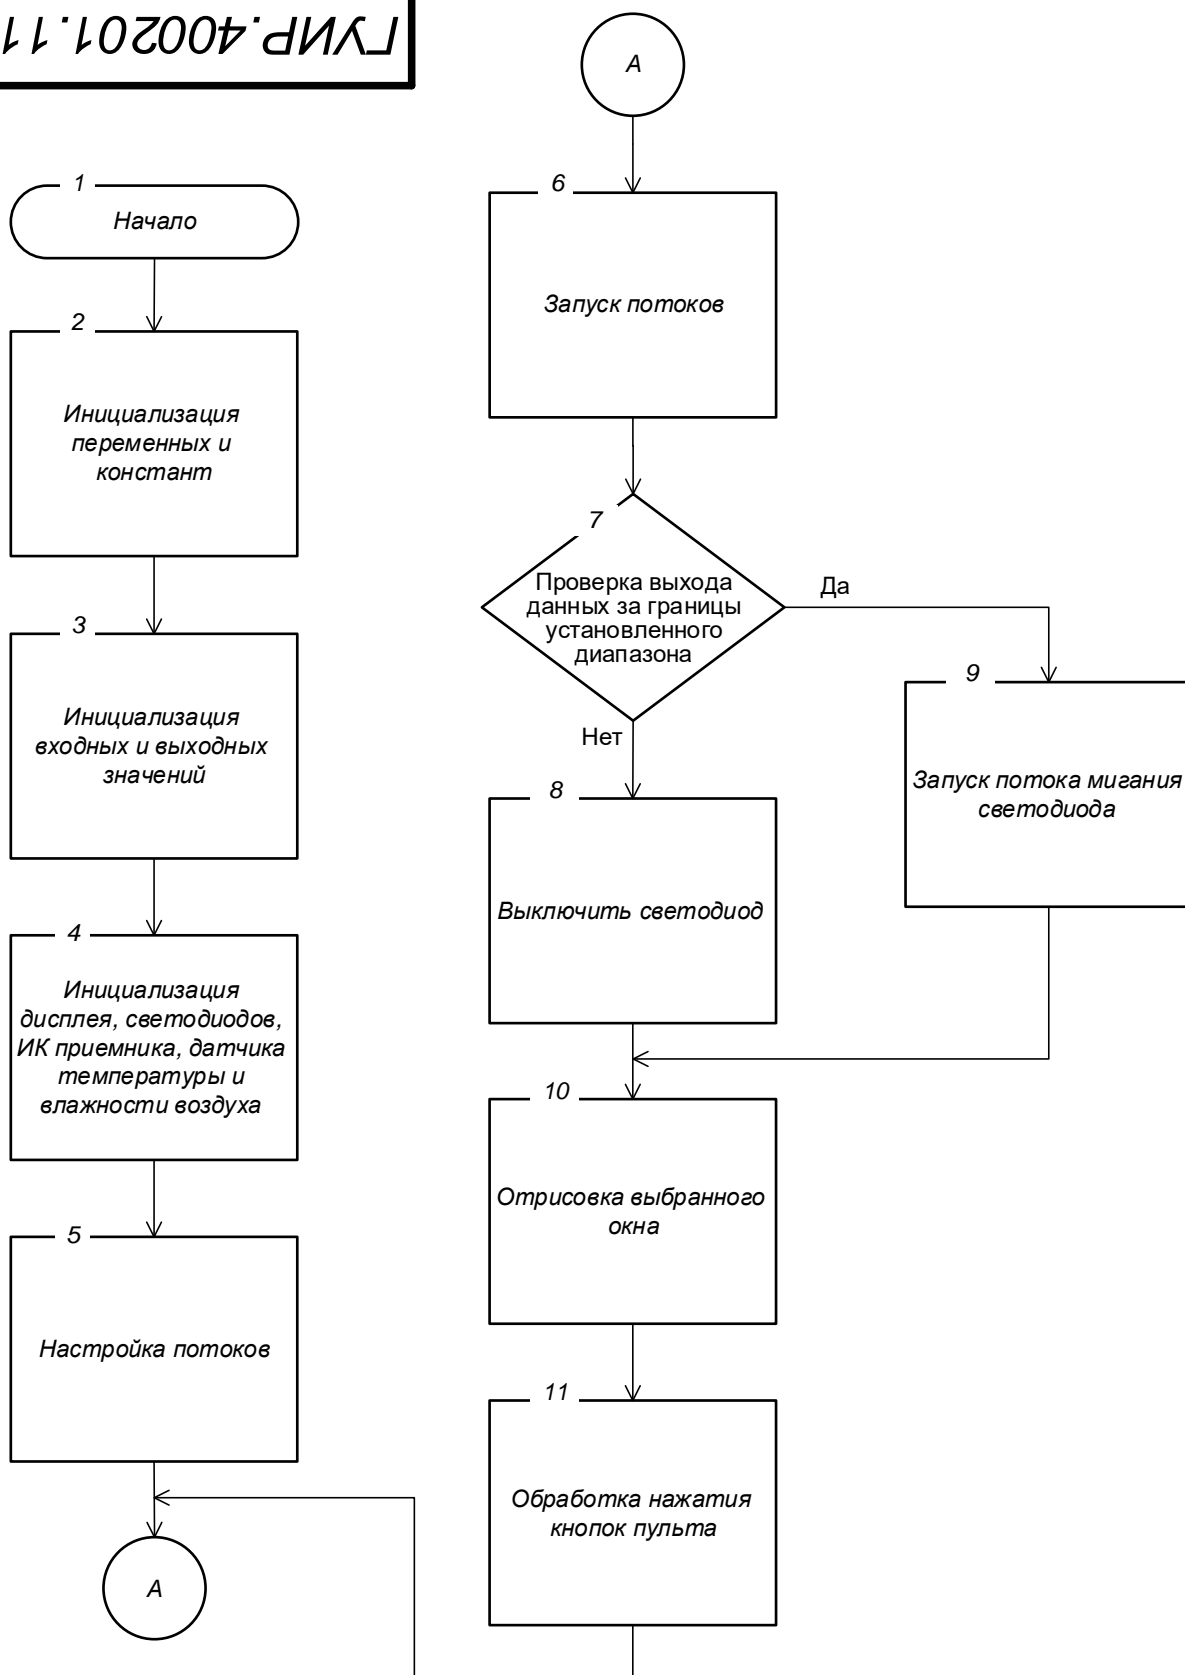 ГУИР.400201.11
1
Начало
2
Инициализация
переменных и
констант
3
Инициализация
входных и выходных
значений
4
Инициализация
дисплея, светодиодов,
ИК приемника, датчика
температуры и
влажности воздуха
5
Настройка потоков
А
А
6
Запуск потоков
7
Проверка выхода
данных за границы
установленного
диапазона
Да
Нет
8
Выключить светодиод
9
Запуск потока мигания
светодиода
10
Отрисовка выбранного
окна
11
Обработка нажатия
кнопок пульта